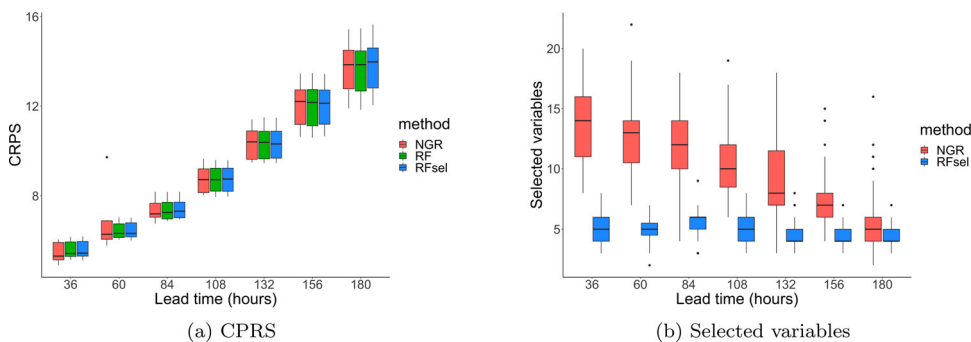 16
12
8
CRPS
36
60
84
108
132
156
180
Lead time (hours)
method
NGR
RF
RFsel
(a) CPRS
20
15
10
5
Selected variables
36
60
84
108
132
156
180
Lead time (hours)
method
NGR
RFsel
(b) Selected variables